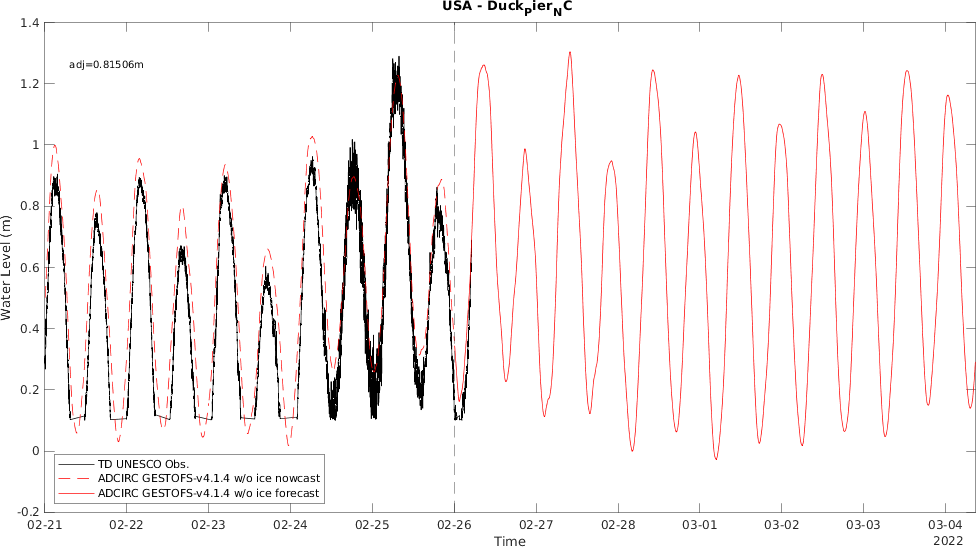 USA - Duck_Pier_NC
1.4
1.2
1
0.8
0.6
0.4
0.2
0
-0.2
Water Level (m)
adj=0.81506m
TD UNESCO Obs.
ADCIRC GESTOFS-v4.1.4 w/o ice nowcast
ADCIRC GESTOFS-v4.1.4 w/o ice forecast
02-21 02-22 02-23 02-24 02-25 02-26 02-27 02-28 03-01 03-02 03-03 03-04
Time 2022